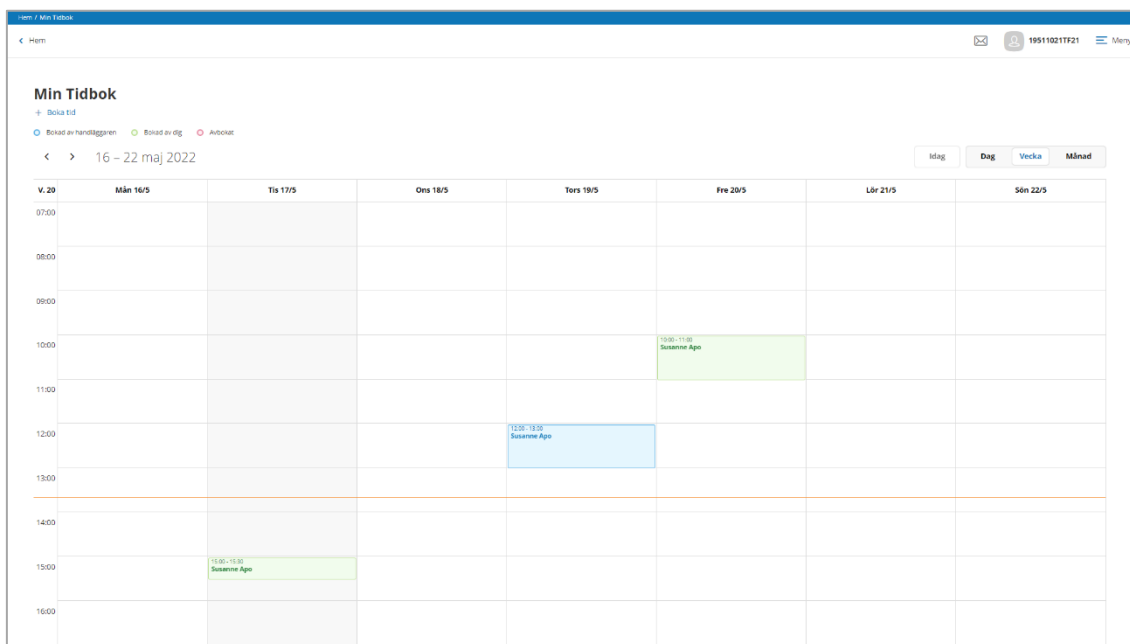 Hem / Min Tidbok
Hem
19511021TF21 Meny
Min Tidbok
+ Boka tid
Bokad av handläggaren Bokad av dig Avbokat
16 – 22 maj 2022 Idag Dag Vecka Månad
V. 20 Mån 16/5 Tis 17/5 Ons 18/5 Tors 19/5 Fre 20/5 Lör 21/5 Sön 22/5
07:00
08:00
09:00
10:00
10:00 - 11:00
Susanne Apo
11:00
12:00
12:00 - 13:00
Susanne Apo
13:00
14:00
15:00
15:00 - 15:30
Susanne Apo
16:00